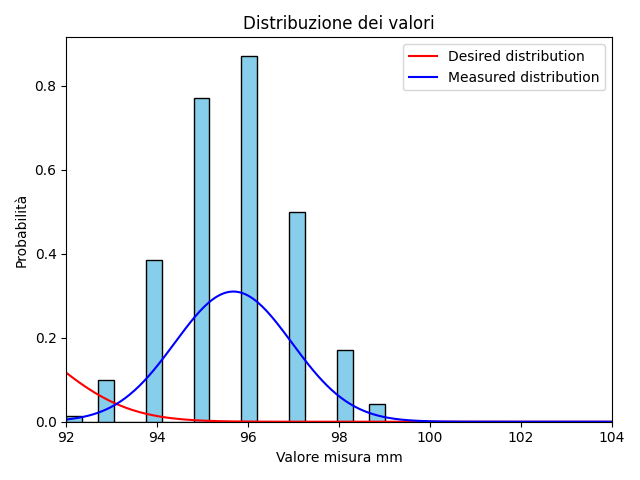 Distribuzione dei valori
Desired distribution
Measured distribution
Probabilità
0.8
0.6
0.4
0.2
0.0
92 94 96 98 100 102 104
Valore misura mm